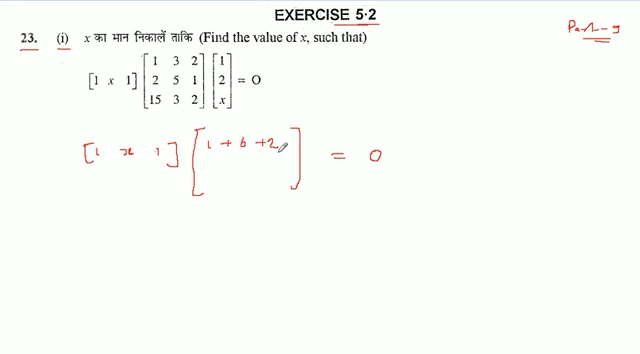 EXERCISE 5·2
Part-9
23. (i) x का मान निकालें ताकि (Find the value of x, such that)
[1 x 1] [1 3 2
2 5 1
15 3 2] [1
2
x] = O
[1 x 1] [1 + 6 + 2 ] = 0